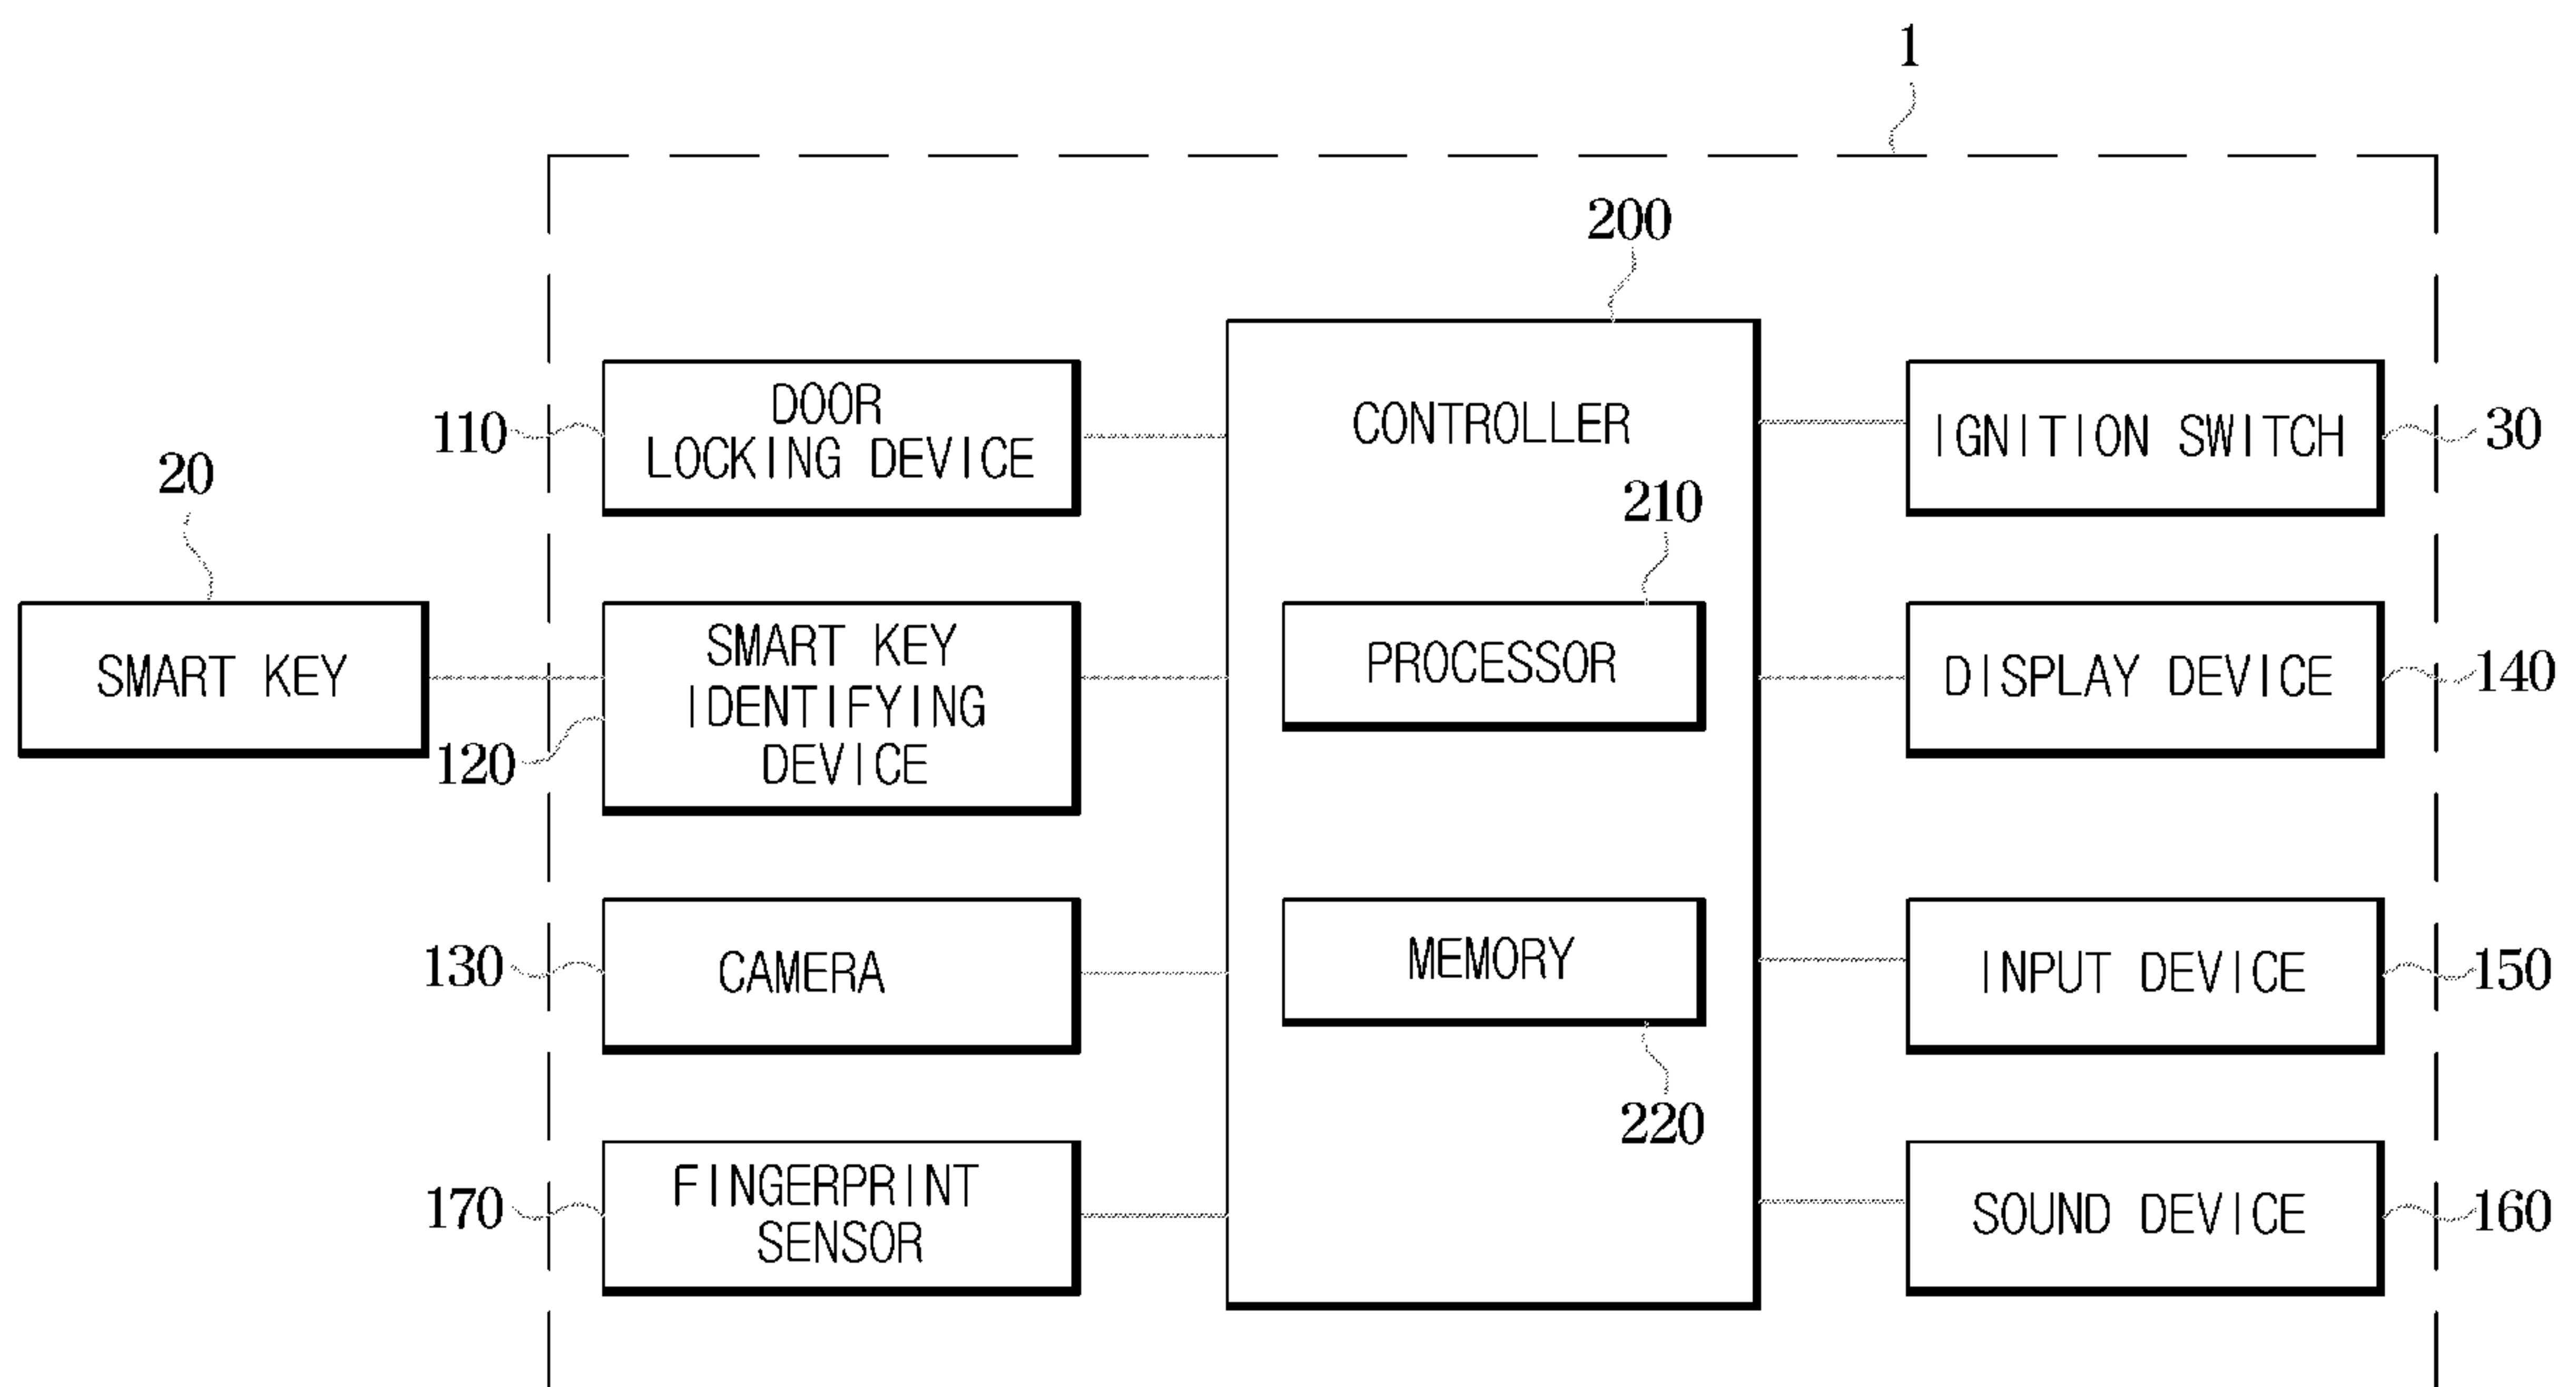 1
200
110
DOOR
LOCKING DEVICE
CONTROLLER
IGNITION SWITCH
30
20
210
SMART KEY
120
SMART KEY
IDENTIFYING
DEVICE
PROCESSOR
DISPLAY DEVICE
140
130
CAMERA
MEMORY
INPUT DEVICE
150
220
170
FINGERPRINT
SENSOR
SOUND DEVICE
160